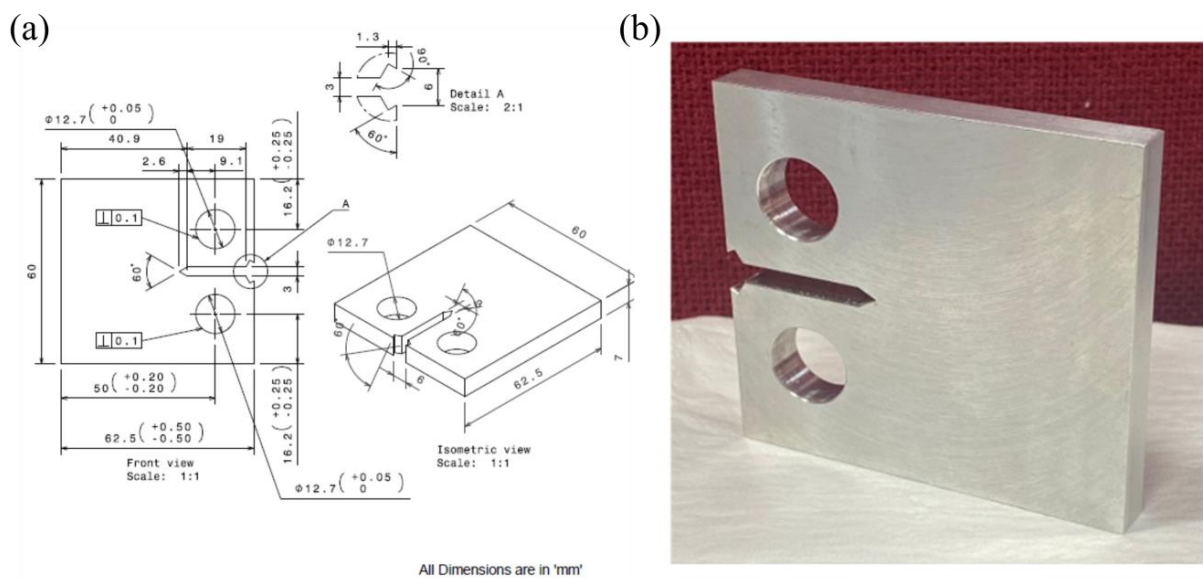 (a)
(b)
1.3
60°
3
6
60°
Detail A
Scale: 2:1
Φ12.7(+0.05 0)
40.9
19
2.6
9.1
16.2(+0.25 -0.25)
A
⊥ 0.1
60
60°
3
⊥ 0.1
50(+0.20 -0.20)
62.5(+0.50 -0.50)
16.2(+0.25 -0.25)
Front view
Scale: 1:1
Φ12.7(+0.05 0)
60
Φ12.7
60°
60°
6
62.5
7
Isometric view
Scale: 1:1
All Dimensions are in 'mm'